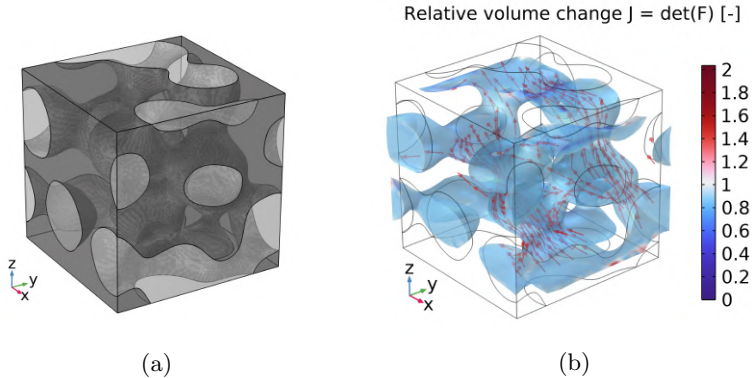 Relative volume change J = det(F) [-]
2
1.8
1.6
1.4
1.2
1
0.8
0.6
0.4
0.2
0
z
y
x
z
y
x
(a)
(b)